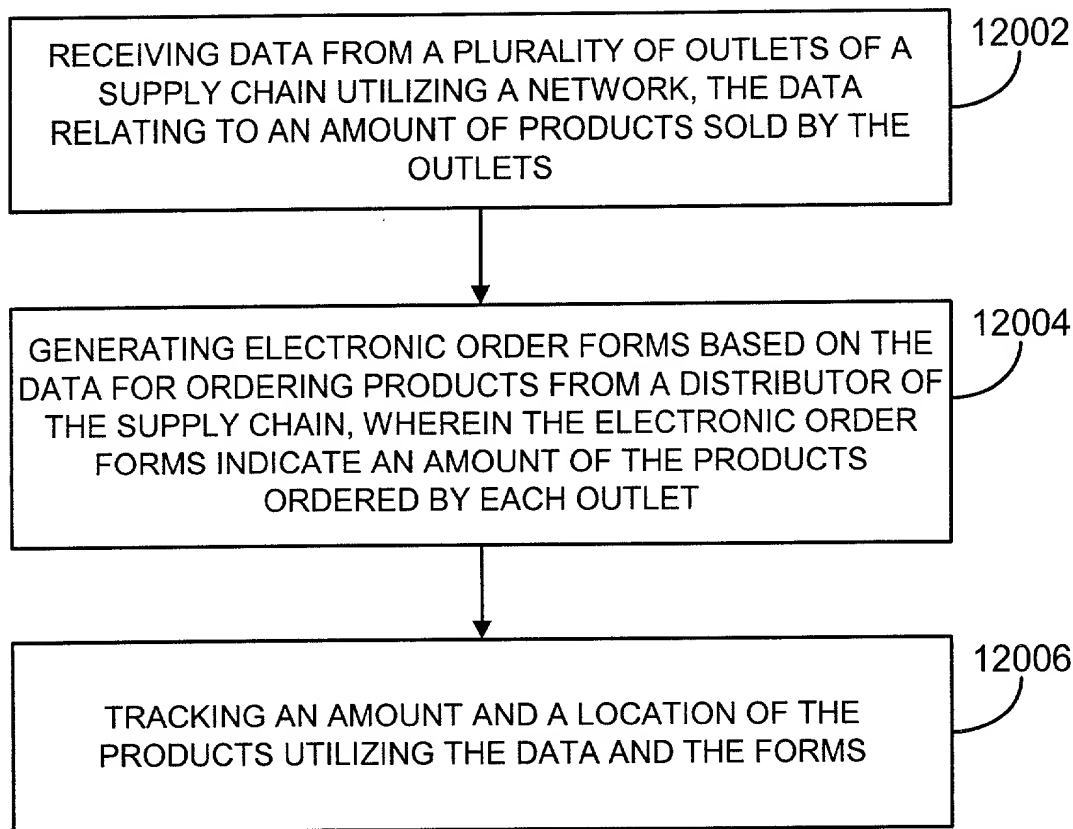 RECEIVING DATA FROM A PLURALITY OF OUTLETS OF A
SUPPLY CHAIN UTILIZING A NETWORK, THE DATA
RELATING TO AN AMOUNT OF PRODUCTS SOLD BY THE
OUTLETS
12002
GENERATING ELECTRONIC ORDER FORMS BASED ON THE
DATA FOR ORDERING PRODUCTS FROM A DISTRIBUTOR OF
THE SUPPLY CHAIN, WHEREIN THE ELECTRONIC ORDER
FORMS INDICATE AN AMOUNT OF THE PRODUCTS
ORDERED BY EACH OUTLET
12004
TRACKING AN AMOUNT AND A LOCATION OF THE
PRODUCTS UTILIZING THE DATA AND THE FORMS
12006